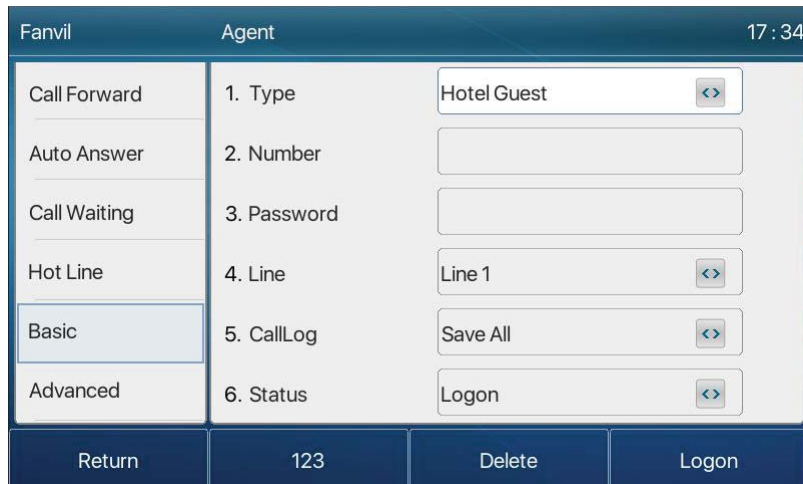 Fanvil Agent 17:34
Call Forward 1. Type Hotel Guest
Auto Answer 2. Number
Call Waiting 3. Password
Hot Line 4. Line Line 1
Basic 5. CallLog Save All
Advanced 6. Status Logon
Return 123 Delete Logon